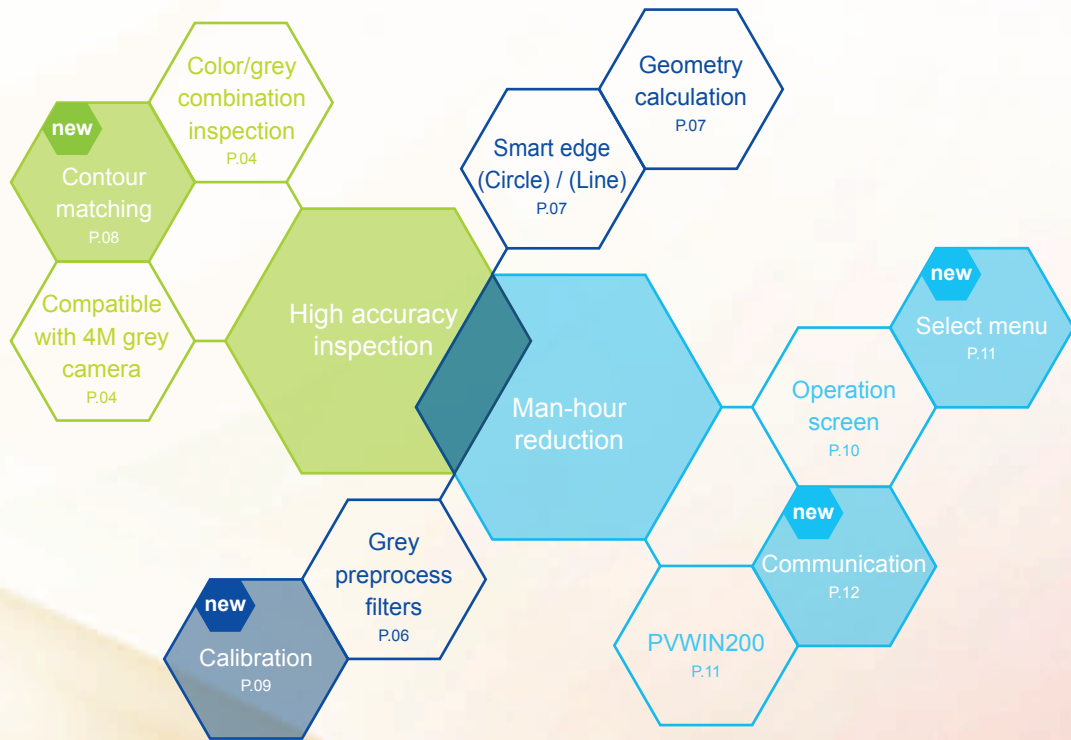 Color/grey
combination
inspection
P.04
new
Contour
matching
P.08
Compatible
with 4M grey
camera
P.04
High accuracy
inspection
Geometry
calculation
P.07
Smart edge
(Circle) / (Line)
P.07
Man-hour
reduction
new
Select menu
P.11
Operation
screen
P.10
new
Communication
P.12
PVWIN200
P.11
Grey
preprocess
filters
P.06
new
Calibration
P.09